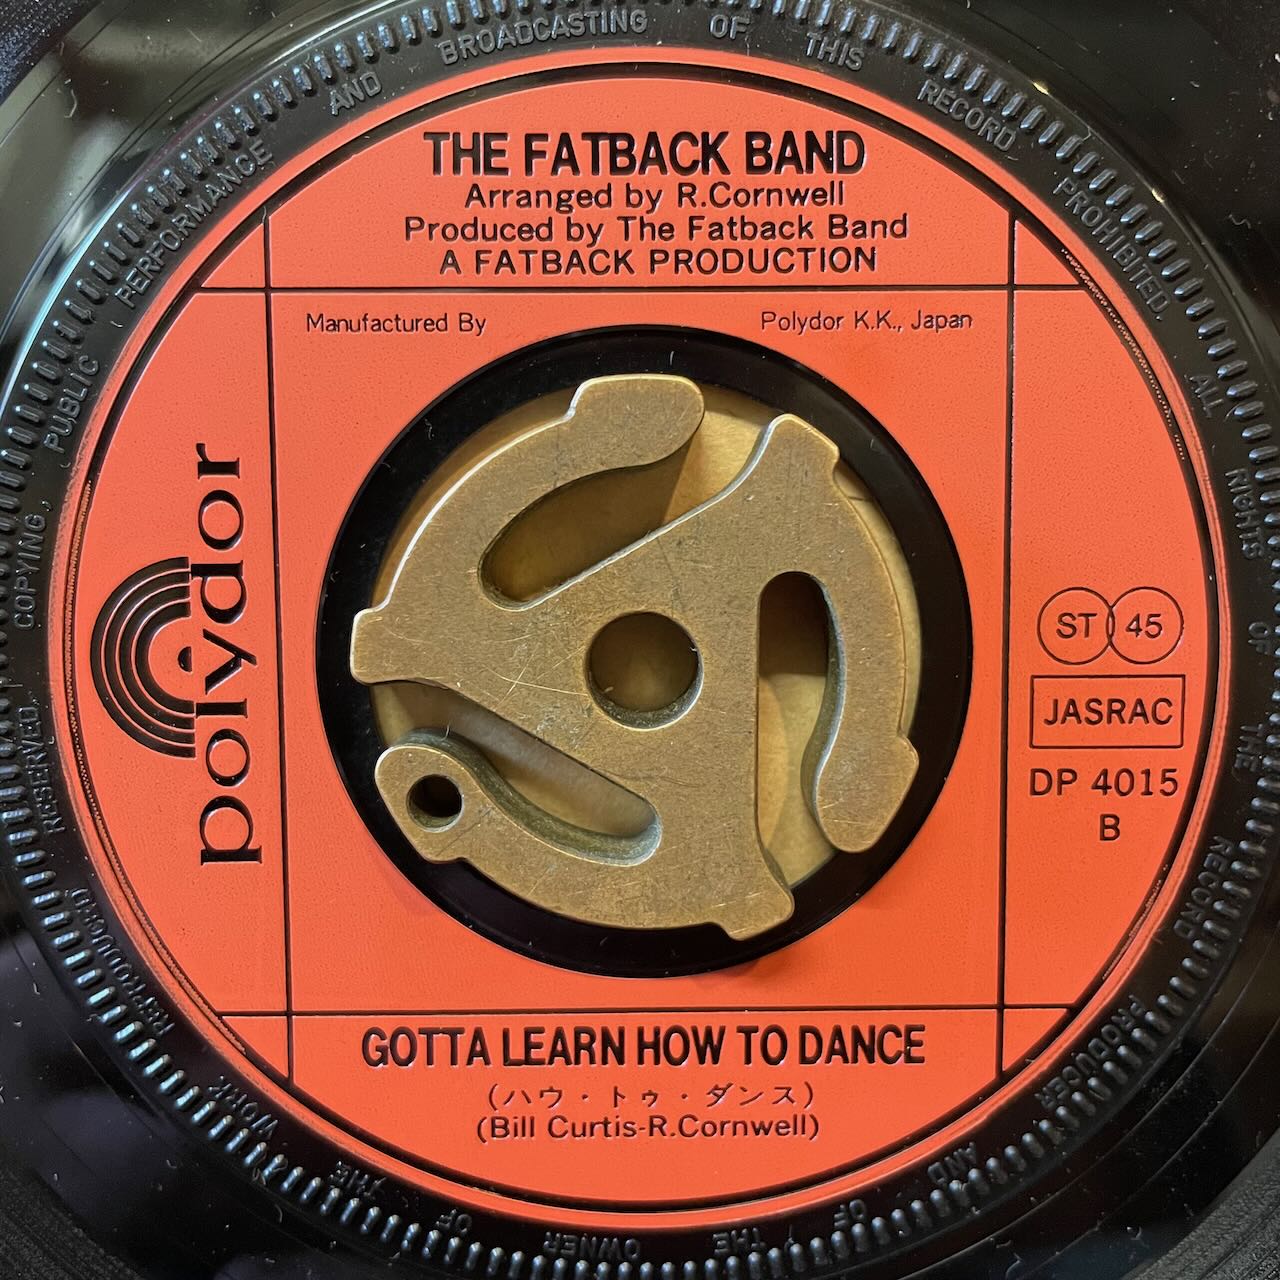 THE FATBACK BAND
Arranged by R.Cornwell
Produced by The Fatback Band
A FATBACK PRODUCTION
Manufactured By
Polydor K.K., Japan
polydor
ST 45
JASRAC
DP 4015
B
GOTTA LEARN HOW TO DANCE
(ハウ・トゥ・ダンス)
(Bill Curtis-R.Cornwell)
ALL RIGHTS OF THE RECORD PRODUCER AND OF THE OWNER OF THE WORK REPRODUCED RESERVED. COPYING, PUBLIC PERFORMANCE AND BROADCASTING OF THIS RECORD PROHIBITED.